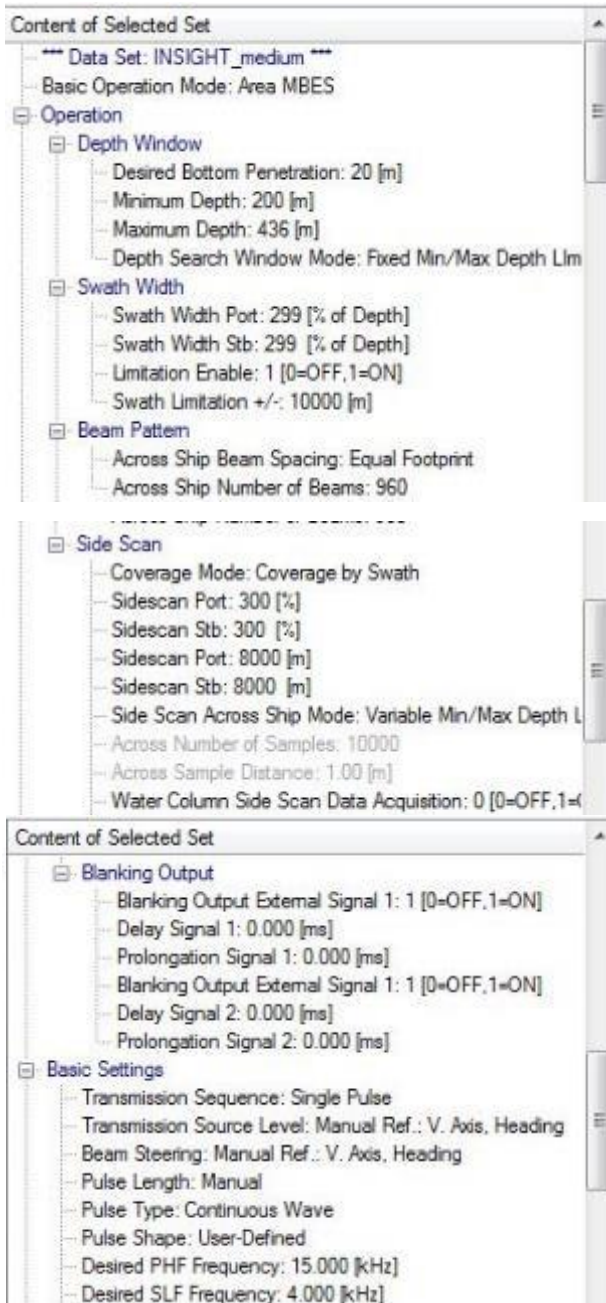 Content of Selected Set
*** Data Set: INSIGHT_medium ***
Basic Operation Mode: Area MBES
Operation
Depth Window
Desired Bottom Penetration: 20 [m]
Minimum Depth: 200 [m]
Maximum Depth: 436 [m]
Depth Search Window Mode: Fixed Min/Max Depth LIm
Swath Width
Swath Width Port: 299 [% of Depth]
Swath Width Stb: 299 [% of Depth]
Limitation Enable: 1 [0=OFF,1=ON]
Swath Limitation +/-: 10000 [m]
Beam Pattern
Across Ship Beam Spacing: Equal Footprint
Across Ship Number of Beams: 960
Side Scan
Coverage Mode: Coverage by Swath
Sidescan Port: 300 [%]
Sidescan Stb: 300 [%]
Sidescan Port: 8000 [m]
Sidescan Stb: 8000 [m]
Side Scan Across Ship Mode: Variable Min/Max Depth L
Across Number of Samples: 10000
Across Sample Distance: 1.00 [m]
Water Column Side Scan Data Acquisition: 0 [0=OFF,1=
Content of Selected Set
Blanking Output
Blanking Output External Signal 1: 1 [0=OFF,1=ON]
Delay Signal 1: 0.000 [ms]
Prolongation Signal 1: 0.000 [ms]
Blanking Output External Signal 1: 1 [0=OFF,1=ON]
Delay Signal 2: 0.000 [ms]
Prolongation Signal 2: 0.000 [ms]
Basic Settings
Transmission Sequence: Single Pulse
Transmission Source Level: Manual Ref.: V. Axis, Heading
Beam Steering: Manual Ref.: V. Axis, Heading
Pulse Length: Manual
Pulse Type: Continuous Wave
Pulse Shape: User-Defined
Desired PHF Frequency: 15.000 [kHz]
Desired SLF Frequency: 4.000 [kHz]